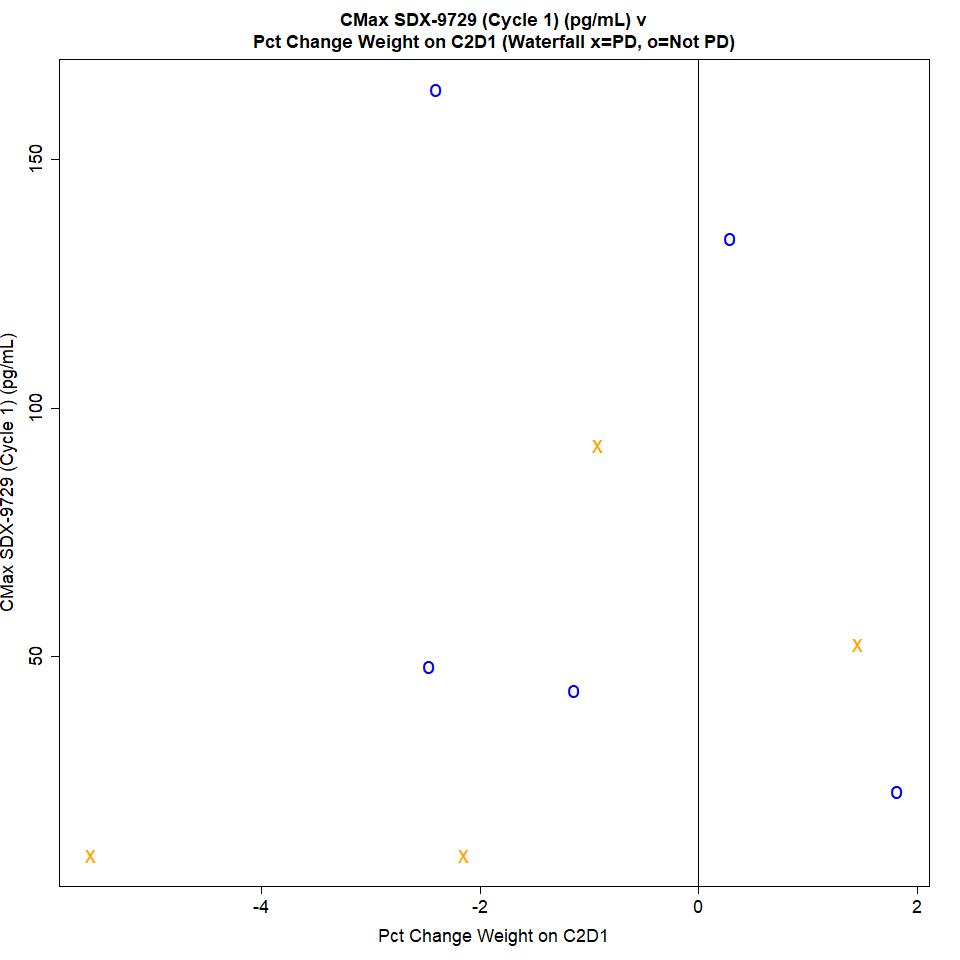 CMax SDX-9729 (Cycle 1) (pg/mL) v
Pct Change Weight on C2D1 (Waterfall x=PD, o=Not PD)
CMax SDX-9729 (Cycle 1) (pg/mL)
150
100
50
O
O
X
X
O
O
O
X
X
-4
-2
0
2
Pct Change Weight on C2D1